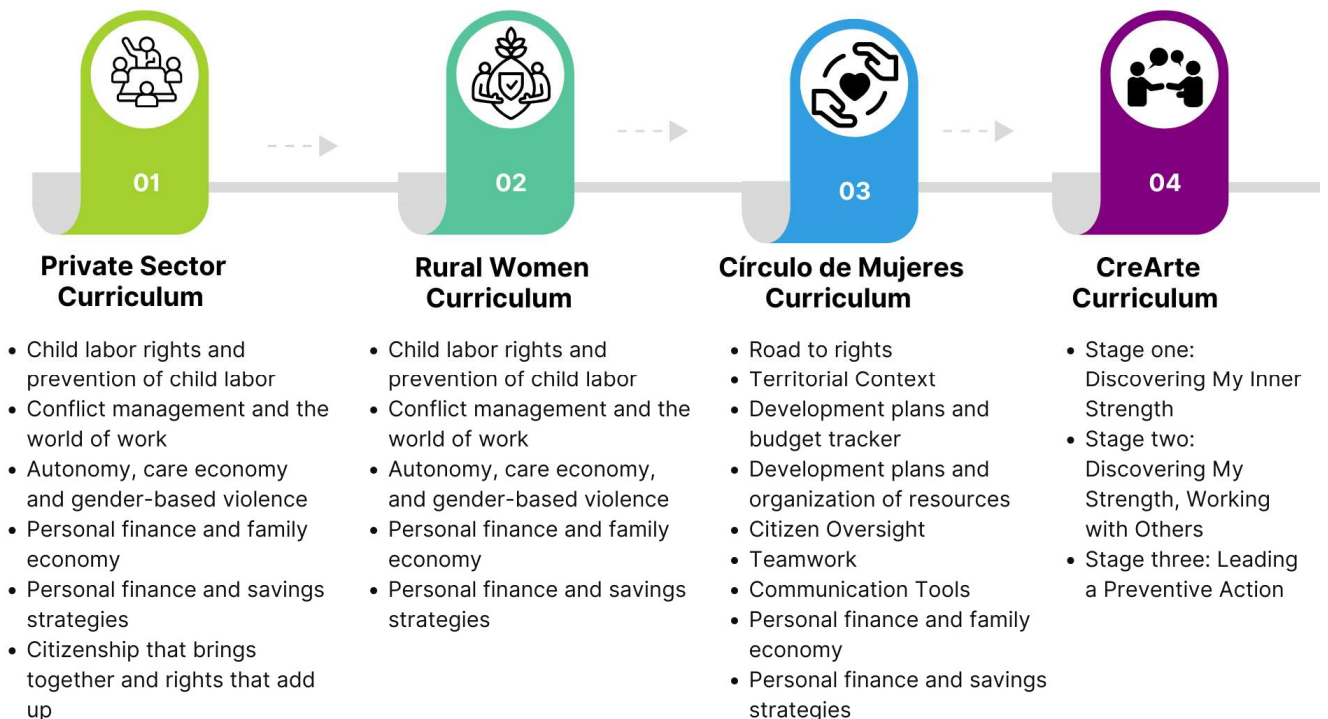 01
Private Sector
Curriculum
• Child labor rights and
prevention of child labor
• Conflict management and the
world of work
• Autonomy, care economy
and gender-based violence
• Personal finance and family
economy
• Personal finance and savings
strategies
• Citizenship that brings
together and rights that add
up
02
Rural Women
Curriculum
• Child labor rights and
prevention of child labor
• Conflict management and the
world of work
• Autonomy, care economy,
and gender-based violence
• Personal finance and family
economy
• Personal finance and savings
strategies
03
Círculo de Mujeres
Curriculum
• Road to rights
• Territorial Context
• Development plans and
budget tracker
• Development plans and
organization of resources
• Citizen Oversight
• Teamwork
• Communication Tools
• Personal finance and family
economy
• Personal finance and savings
strategies
04
CreArte
Curriculum
• Stage one:
Discovering My Inner
Strength
• Stage two:
Discovering My
Strength, Working
with Others
• Stage three: Leading
a Preventive Action